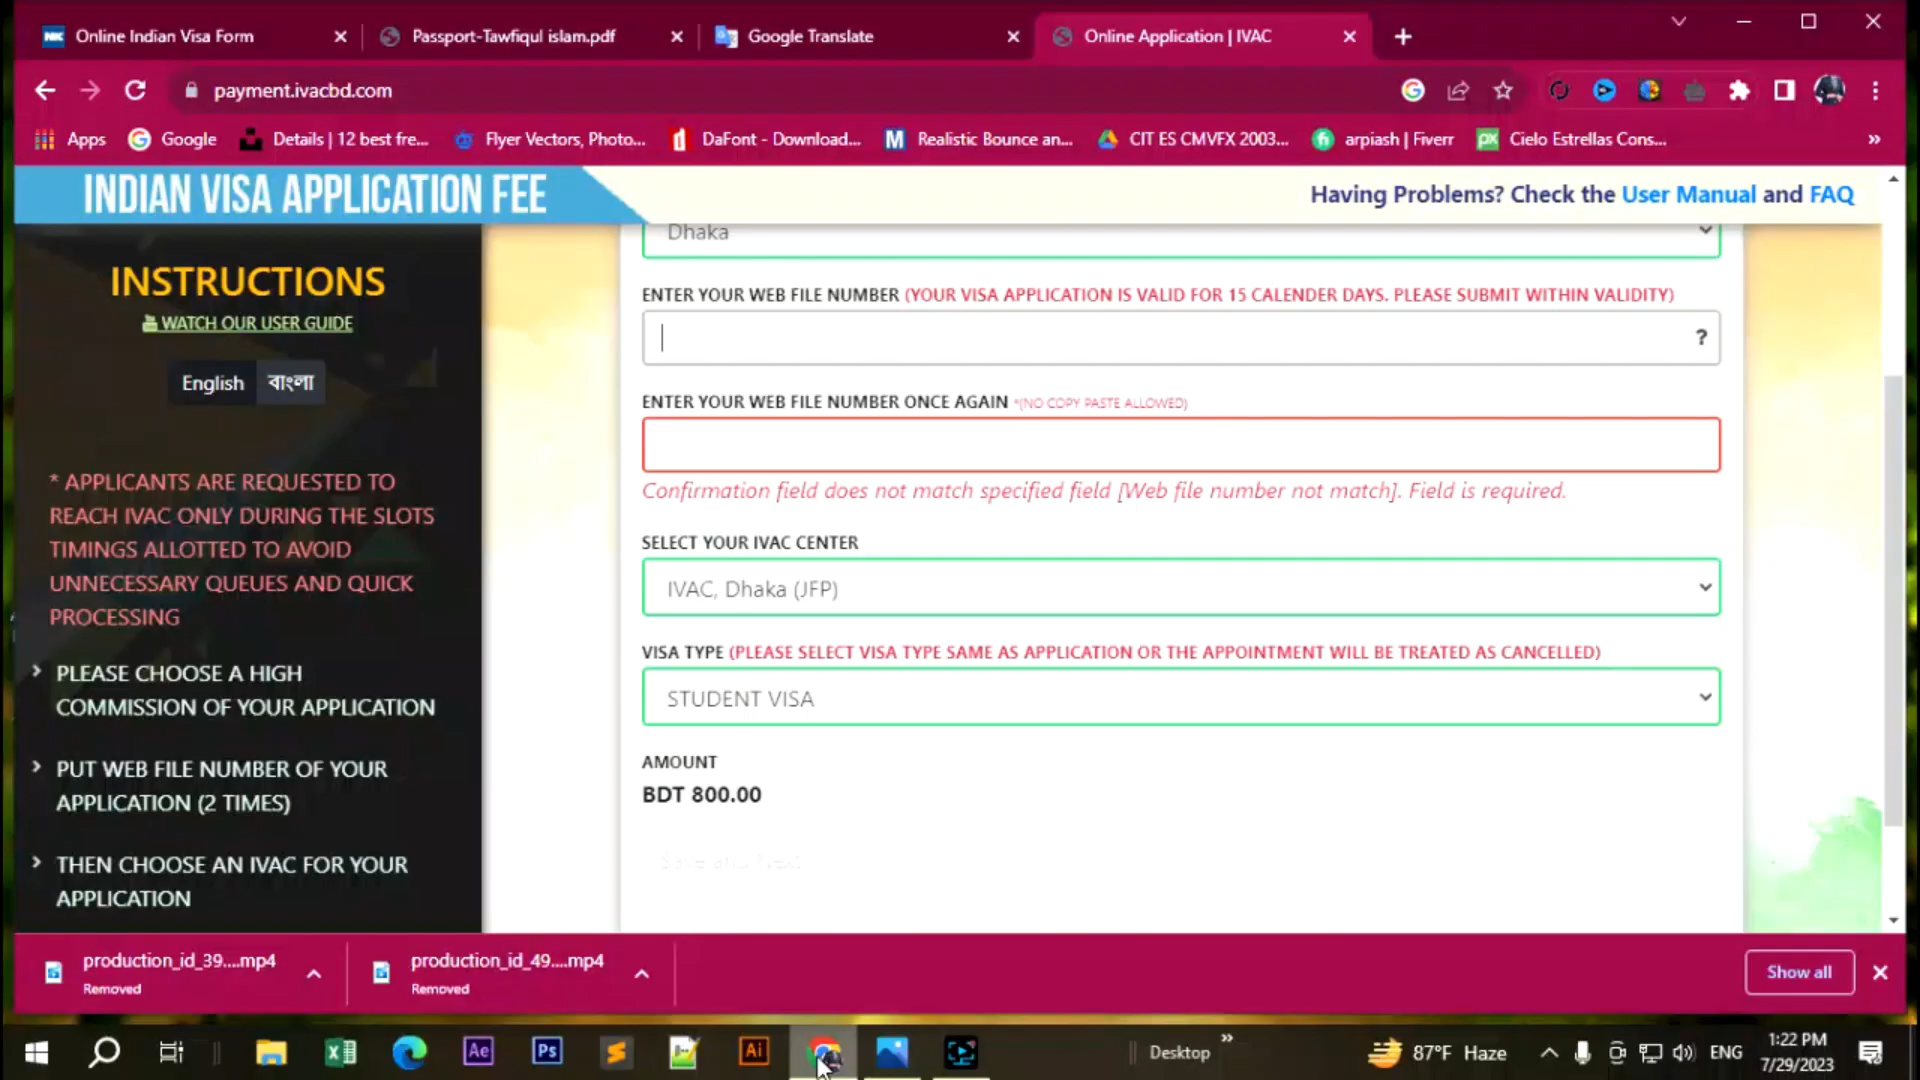 Online Indian Visa Form
Passport-Tawfiqul islam.pdf
Google Translate
Online Application | IVAC
payment.ivacbd.com
Apps
Google
Details | 12 best fre...
Flyer Vectors, Photo...
DaFont - Download...
Realistic Bounce an...
CIT ES CMVFX 2003...
arpiash | Fiverr
Cielo Estrellas Cons...
INDIAN VISA APPLICATION FEE
Having Problems? Check the User Manual and FAQ
INSTRUCTIONS
WATCH OUR USER GUIDE
English
বাংলা
* APPLICANTS ARE REQUESTED TO
REACH IVAC ONLY DURING THE SLOTS
TIMINGS ALLOTTED TO AVOID
UNNECESSARY QUEUES AND QUICK
PROCESSING
PLEASE CHOOSE A HIGH
COMMISSION OF YOUR APPLICATION
PUT WEB FILE NUMBER OF YOUR
APPLICATION (2 TIMES)
THEN CHOOSE AN IVAC FOR YOUR
APPLICATION
Dhaka
ENTER YOUR WEB FILE NUMBER (YOUR VISA APPLICATION IS VALID FOR 15 CALENDER DAYS. PLEASE SUBMIT WITHIN VALIDITY)
?
ENTER YOUR WEB FILE NUMBER ONCE AGAIN *(NO COPY PASTE ALLOWED)
Confirmation field does not match specified field [Web file number not match]. Field is required.
SELECT YOUR IVAC CENTER
IVAC, Dhaka (JFP)
VISA TYPE (PLEASE SELECT VISA TYPE SAME AS APPLICATION OR THE APPOINTMENT WILL BE TREATED AS CANCELLED)
STUDENT VISA
AMOUNT
BDT 800.00
Save and Next
production_id_39....mp4
Removed
production_id_49....mp4
Removed
Show all
Ae
Ps
Ai
Desktop
87°F Haze
ENG
1:22 PM
7/29/2023